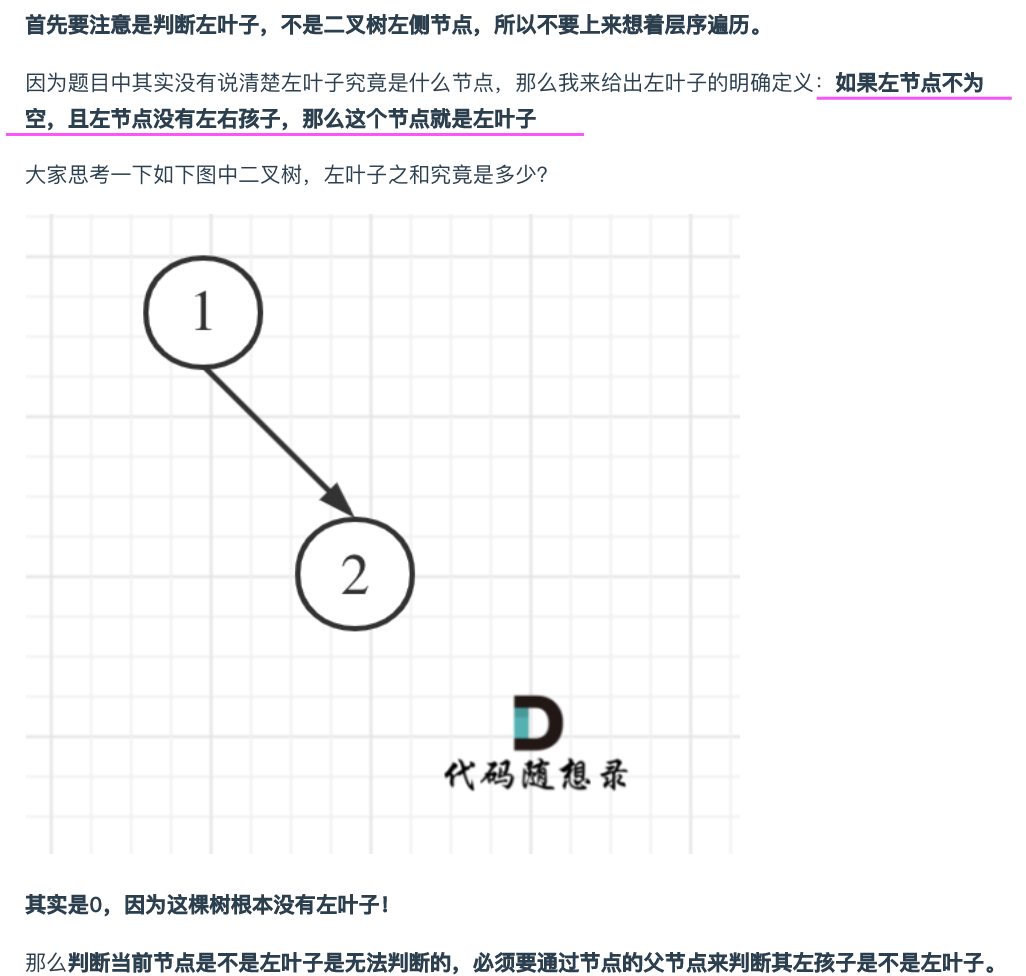 首先要注意是判断左叶子，不是二叉树左侧节点，所以不要上来想着层序遍历。
因为题目中其实没有说清楚左叶子究竟是什么节点，那么我来给出左叶子的明确定义：如果左节点不为
空，且左节点没有左右孩子，那么这个节点就是左叶子
大家思考一下如下图中二叉树，左叶子之和究竟是多少？
1
2
代码随想录
其实是0，因为这棵树根本没有左叶子！
那么判断当前节点是不是左叶子是无法判断的，必须要通过节点的父节点来判断其左孩子是不是左叶子。